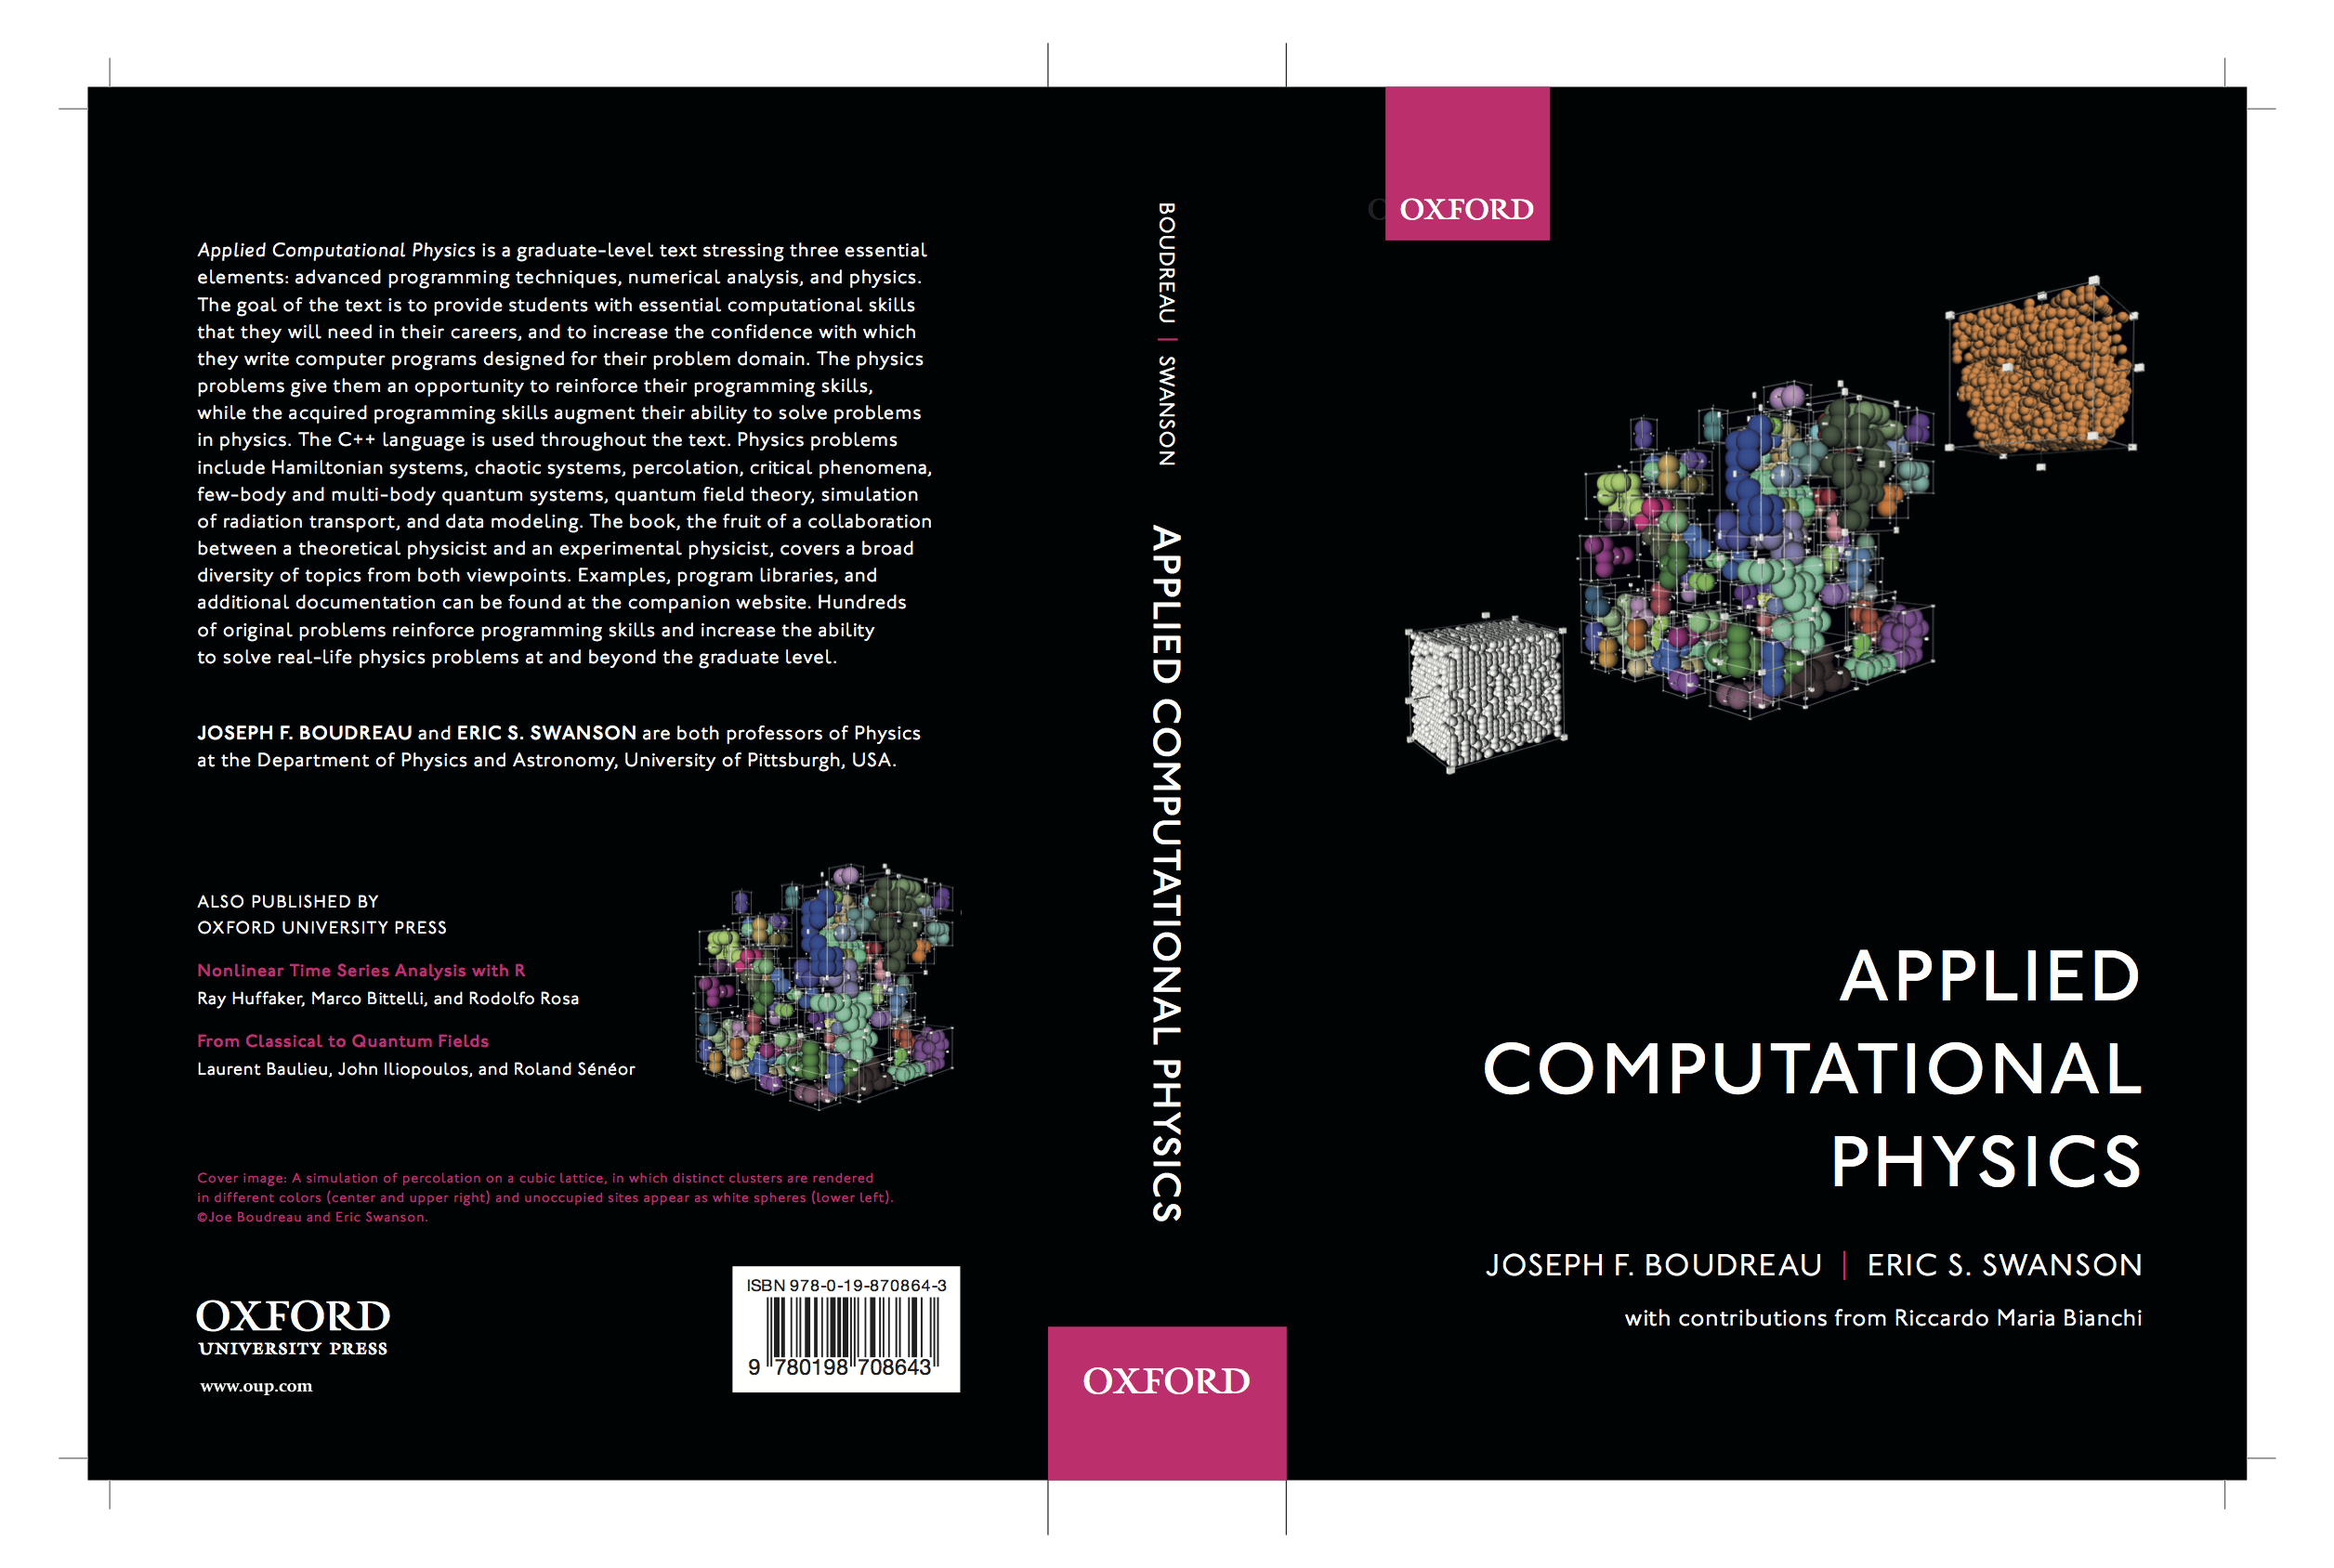 Applied Computational Physics is a graduate-level text stressing three essential
elements: advanced programming techniques, numerical analysis, and physics.
The goal of the text is to provide students with essential computational skills
that they will need in their careers, and to increase the confidence with which
they write computer programs designed for their problem domain. The physics
problems give them an opportunity to reinforce their programming skills,
while the acquired programming skills augment their ability to solve problems
in physics. The C++ language is used throughout the text. Physics problems
include Hamiltonian systems, chaotic systems, percolation, critical phenomena,
few-body and multi-body quantum systems, quantum field theory, simulation
of radiation transport, and data modeling. The book, the fruit of a collaboration
between a theoretical physicist and an experimental physicist, covers a broad
diversity of topics from both viewpoints. Examples, program libraries, and
additional documentation can be found at the companion website. Hundreds
of original problems reinforce programming skills and increase the ability
to solve real-life physics problems at and beyond the graduate level.
JOSEPH F. BOUDREAU and ERIC S. SWANSON are both professors of Physics
at the Department of Physics and Astronomy, University of Pittsburgh, USA.
ALSO PUBLISHED BY
OXFORD UNIVERSITY PRESS
Nonlinear Time Series Analysis with R
Ray Huffaker, Marco Bittelli, and Rodolfo Rosa
From Classical to Quantum Fields
Laurent Baulieu, John Iliopoulos, and Roland Sénéor
Cover image: A simulation of percolation on a cubic lattice, in which distinct clusters are rendered
in different colors (center and upper right) and unoccupied sites appear as white spheres (lower left).
©Joe Boudreau and Eric Swanson.
OXFORD
UNIVERSITY PRESS
www.oup.com
ISBN 978-0-19-870864-3
9 780198 708643
BOUDREAU | SWANSON APPLIED COMPUTATIONAL PHYSICS
OXFORD
OXFORD
APPLIED
COMPUTATIONAL
PHYSICS
JOSEPH F. BOUDREAU | ERIC S. SWANSON
with contributions from Riccardo Maria Bianchi